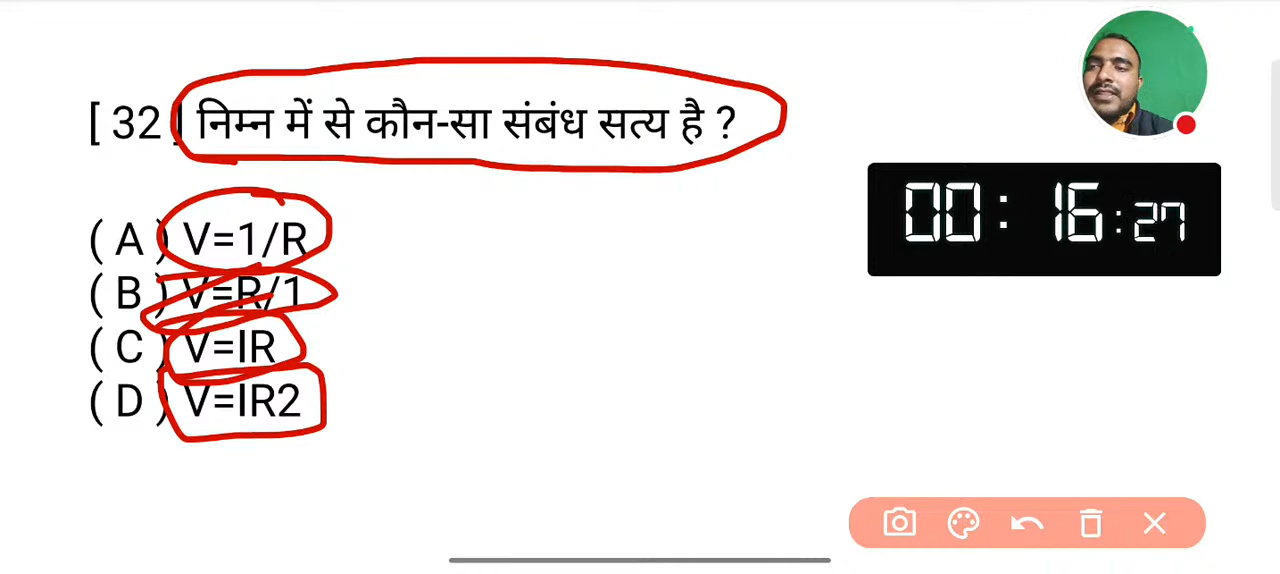 [ 32 ] निम्न में से कौन-सा संबंध सत्य है ?
00: 16:27
( A ) V=1/R
( B ) V=R/1
( C ) V=IR
( D ) V=IR2